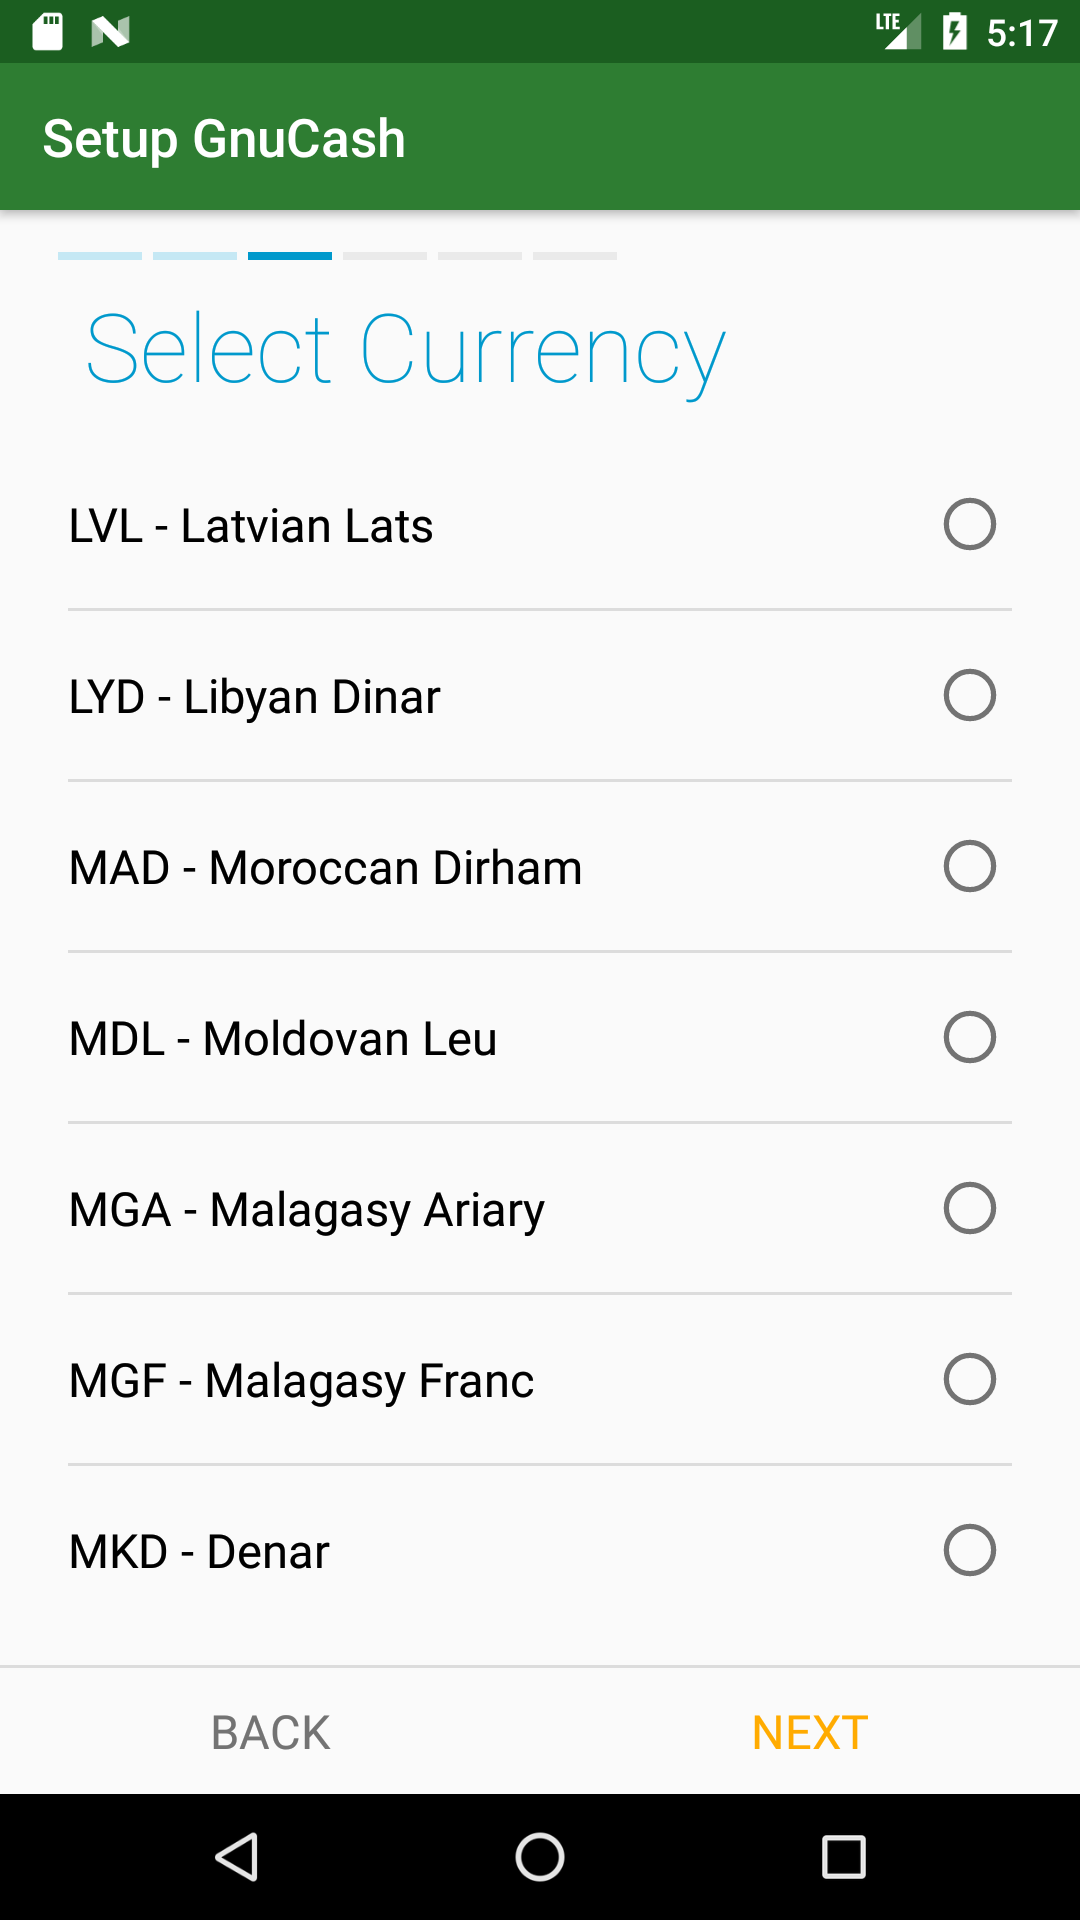 LTE 5:17
Setup GnuCash
Select Currency
LVL - Latvian Lats
LYD - Libyan Dinar
MAD - Moroccan Dirham
MDL - Moldovan Leu
MGA - Malagasy Ariary
MGF - Malagasy Franc
MKD - Denar
BACK NEXT